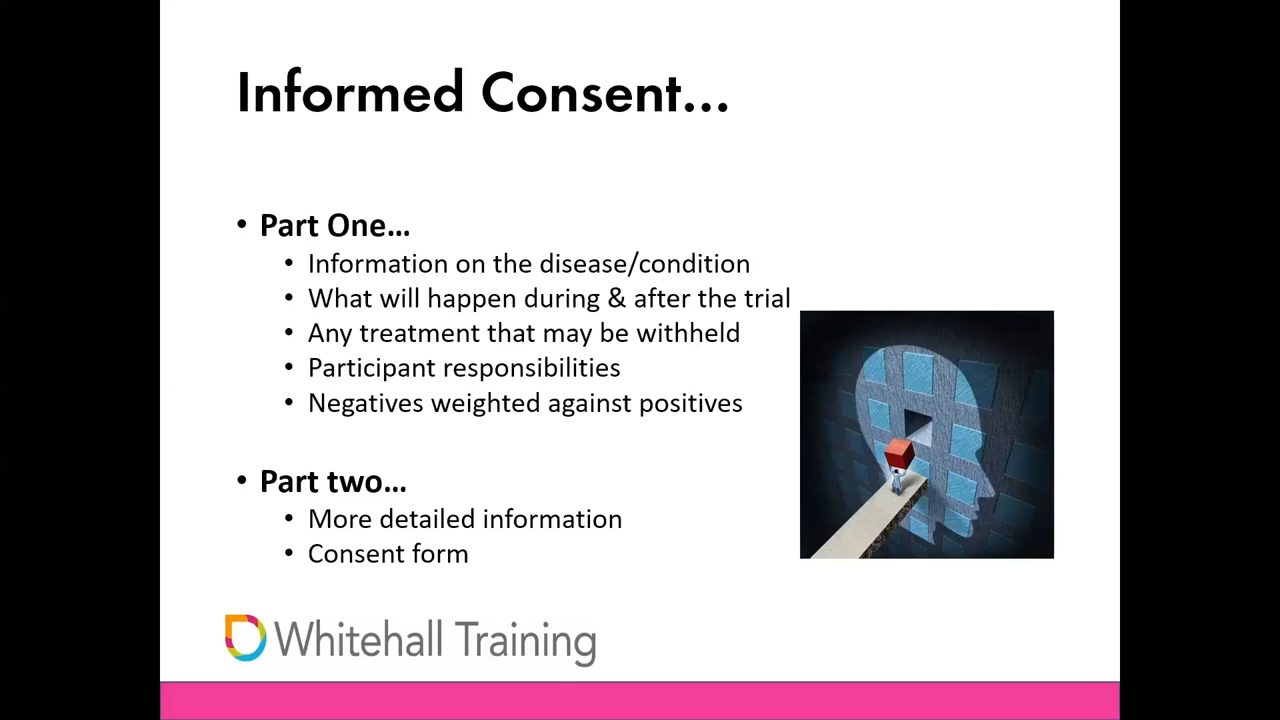 Informed Consent...
• Part One...
• Information on the disease/condition
• What will happen during & after the trial
• Any treatment that may be withheld
• Participant responsibilities
• Negatives weighted against positives
• Part two...
• More detailed information
• Consent form
Whitehall Training